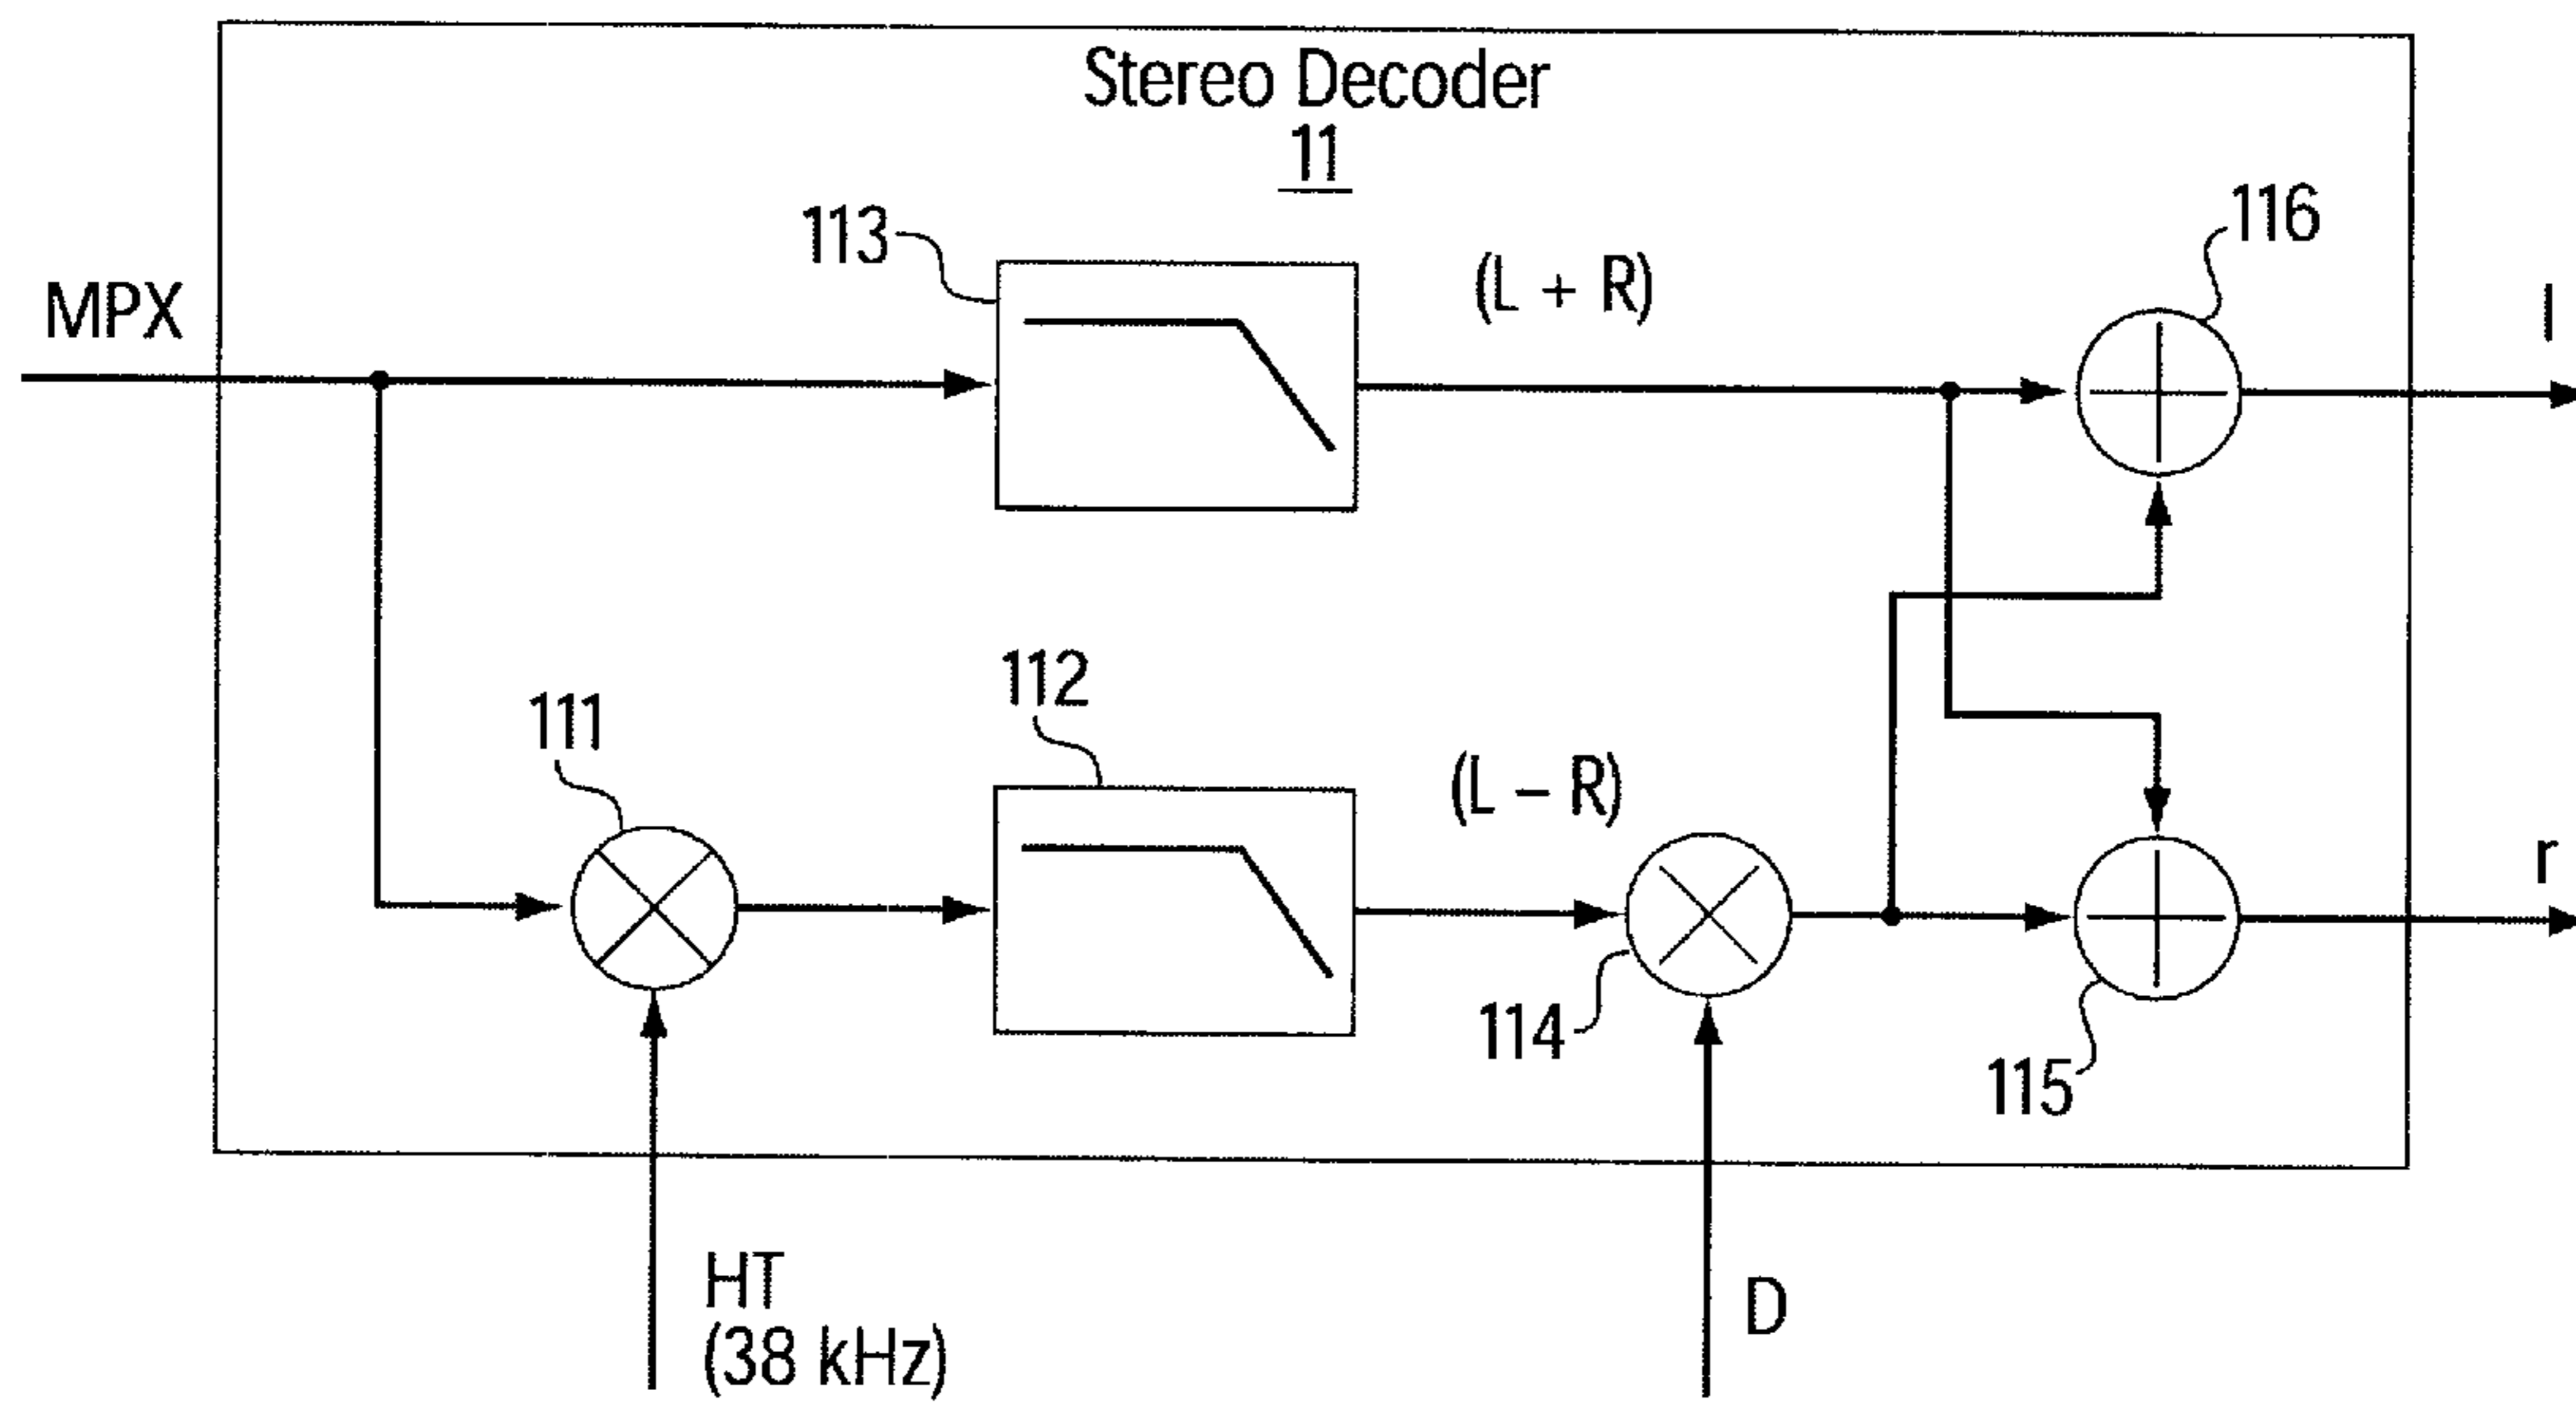 Stereo Decoder
11
113
116
(L + R)
MPX
l
112
111
(L – R)
r
114
115
HT
(38 kHz)
D